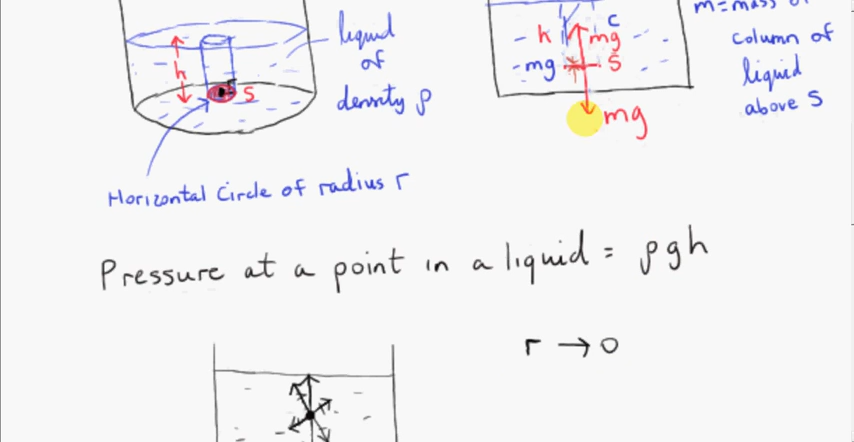 liquid
of
density ρ
h
S
Horizontal Circle of radius r
c
h
mg
mg
S
mg
m = mass of
column of
liquid
above S
Pressure at a point in a liquid = ρgh
r → 0